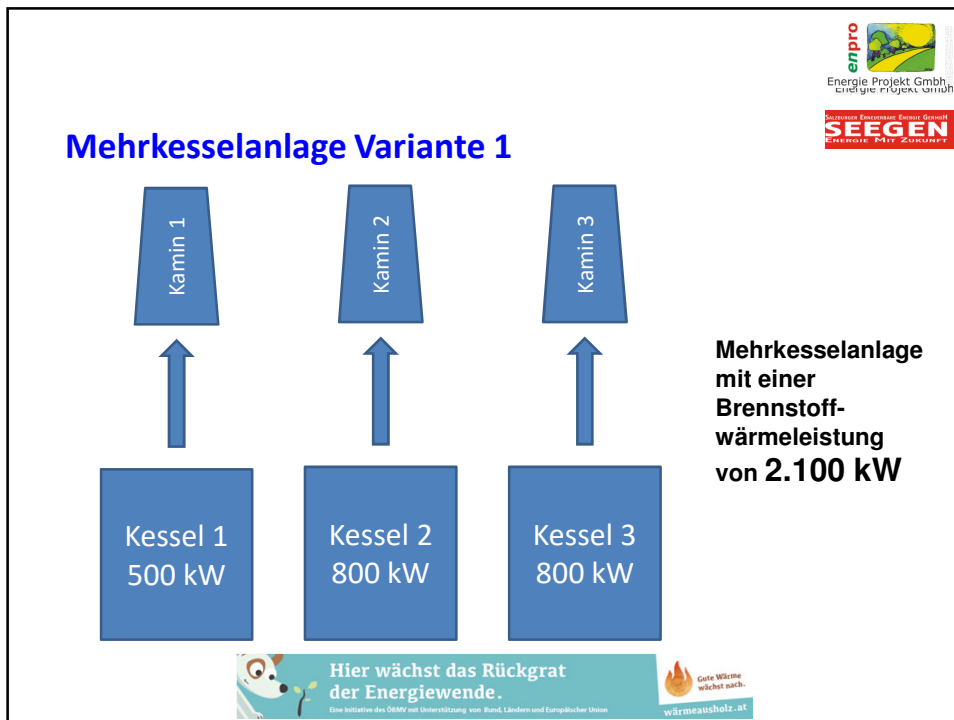 enpro
Energie Projekt Gmbh
Energie Projekt Gmbh
SALZBURGER ERNEUERBARE ENERGIE GENMBH
SEEGEN
ENERGIE MIT ZUKUNFT
Mehrkesselanlage Variante 1
Kamin 1
Kamin 2
Kamin 3
Mehrkesselanlage
mit einer
Brennstoff-
wärmeleistung
von 2.100 kW
Kessel 1
500 kW
Kessel 2
800 kW
Kessel 3
800 kW
Hier wächst das Rückgrat
der Energiewende.
Eine Initiative des ÖBMV mit Unterstützung von Bund, Ländern und Europäischer Union
Gute Wärme
wächst nach.
wärmeausholz.at